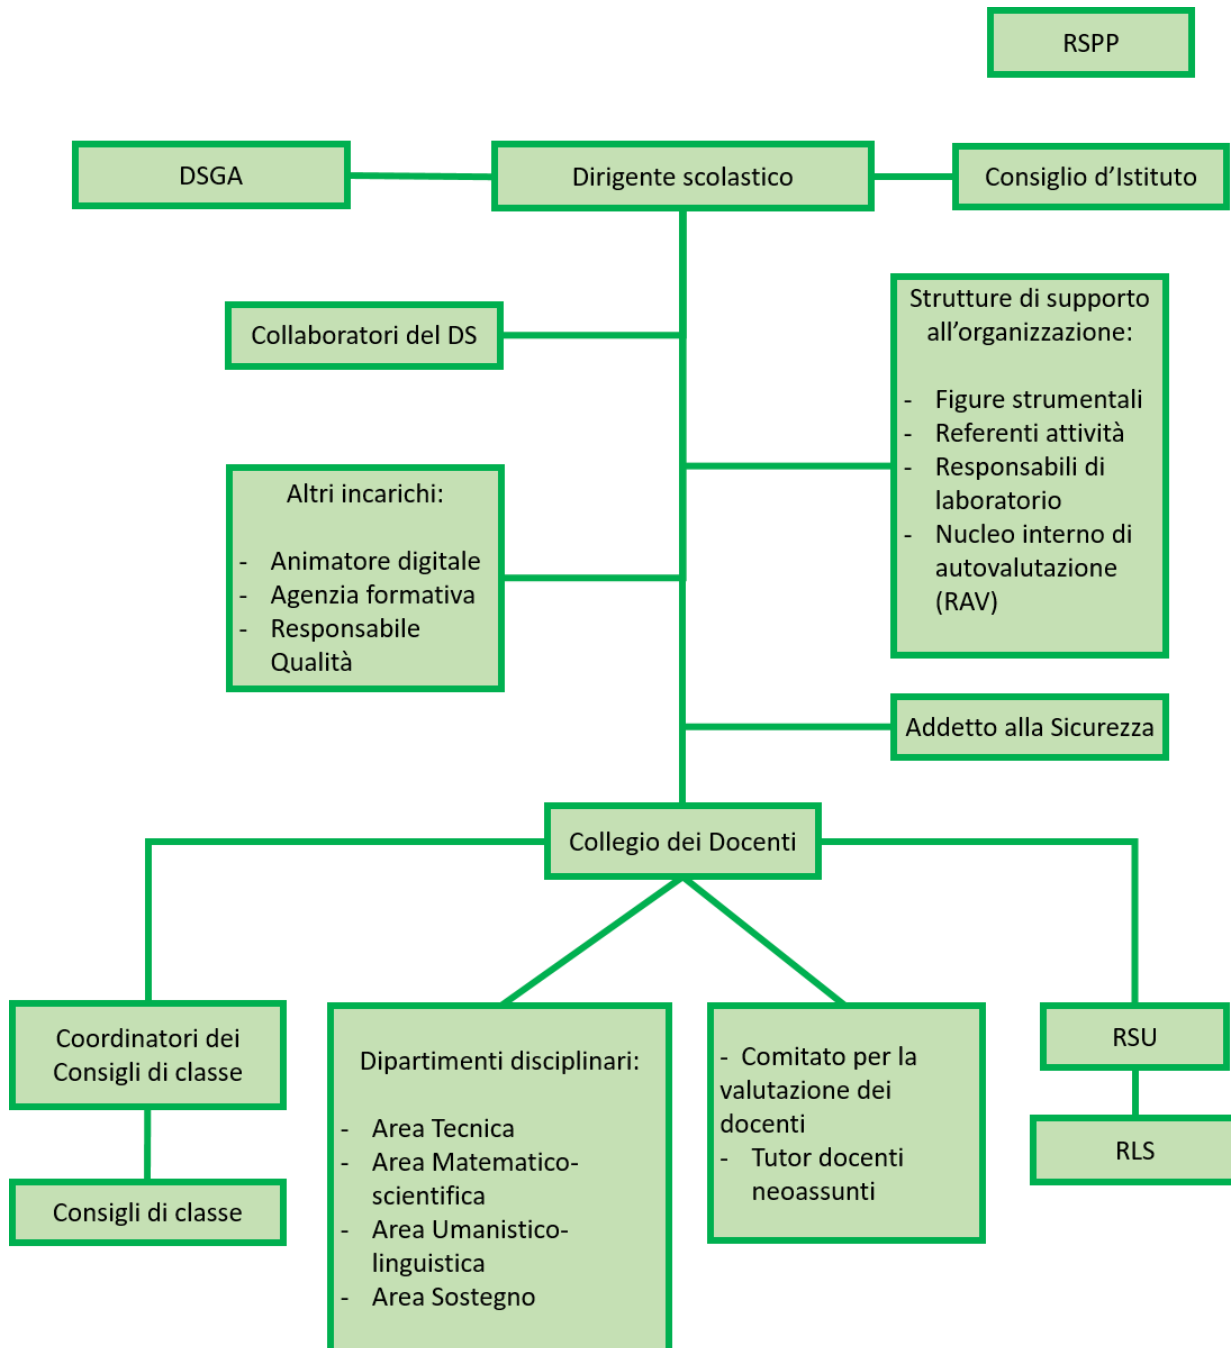 RSPP
DSGA
Dirigente scolastico
Consiglio d'Istituto
Collaboratori del DS
Strutture di supporto
all'organizzazione:
- Figure strumentali
- Referenti attività
- Responsabili di
laboratorio
- Nucleo interno di
autovalutazione
(RAV)
Altri incarichi:
- Animatore digitale
- Agenzia formativa
- Responsabile
Qualità
Addetto alla Sicurezza
Collegio dei Docenti
Coordinatori dei
Consigli di classe
Consigli di classe
Dipartimenti disciplinari:
- Area Tecnica
- Area Matematico-
scientifica
- Area Umanistico-
linguistica
- Area Sostegno
- Comitato per la
valutazione dei
docenti
- Tutor docenti
neoassunti
RSU
RLS